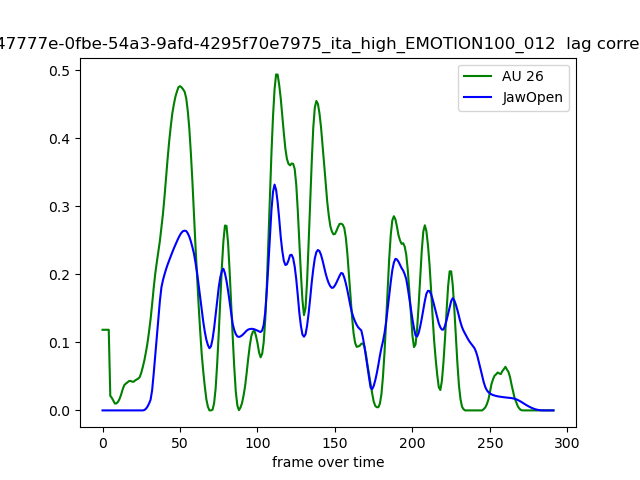 47777e-0fbe-54a3-9afd-4295f70e7975_ita_high_EMOTION100_012 lag corre
AU 26
JawOpen
0.5
0.4
0.3
0.2
0.1
0.0
0 50 100 150 200 250 300
frame over time